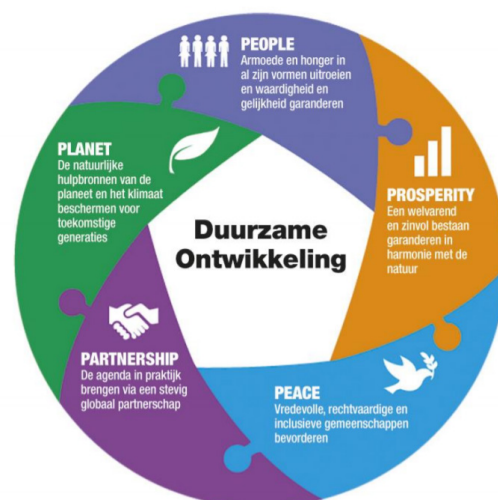 PEOPLE
Armoede en honger in
al zijn vormen uitroeien
en waardigheid en
gelijkheid garanderen
PROSPERITY
Een welvarend
en zinvol bestaan
garanderen in
harmonie met de
natuur
PEACE
Vredevolle, rechtvaardige en
inclusieve gemeenschappen
bevorderen
PARTNERSHIP
De agenda in praktijk
brengen via een stevig
globaal partnerschap
PLANET
De natuurlijke
hulpbronnen van de
planeet en het klimaat
beschermen voor
toekomstige
generaties
Duurzame
Ontwikkeling